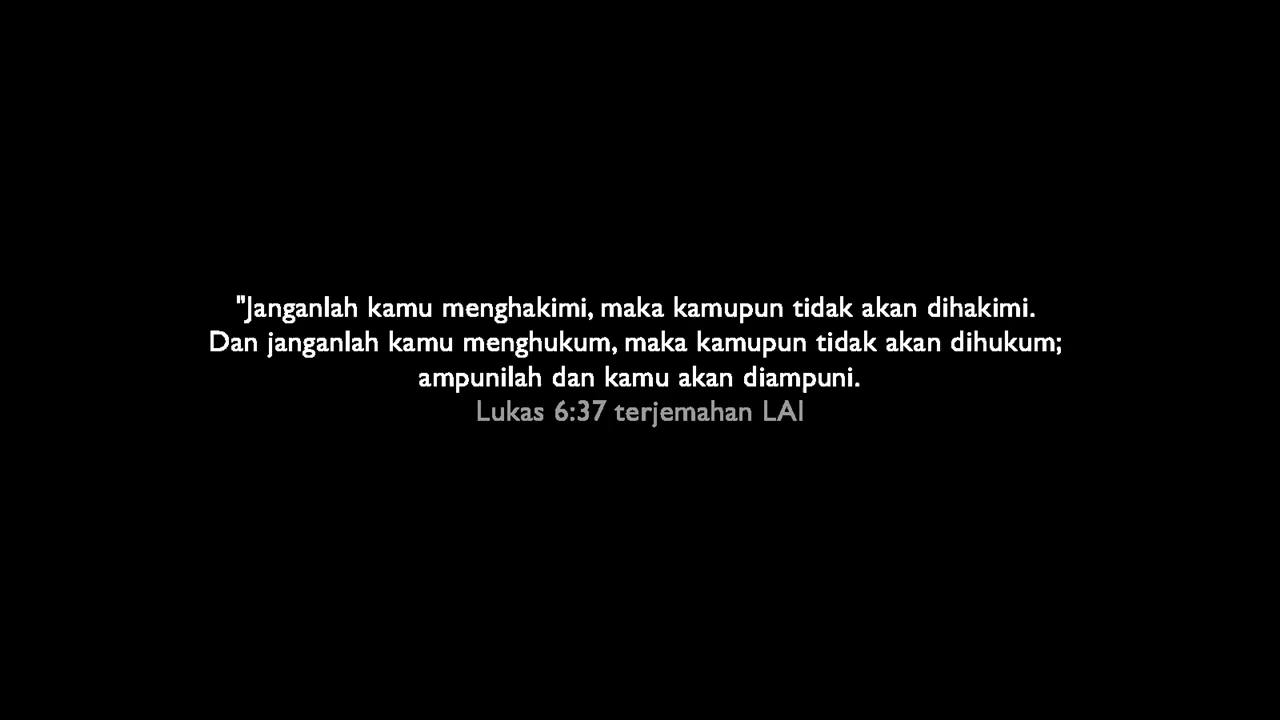 "Janganlah kamu menghakimi, maka kamupun tidak akan dihakimi.
Dan janganlah kamu menghukum, maka kamupun tidak akan dihukum;
ampunilah dan kamu akan diampuni.
Lukas 6:37 terjemahan LAI